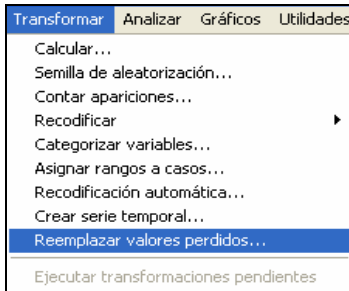 Transformar Analizar Gráficos Utilidades
Calcular...
Semilla de aleatorización...
Contar apariciones...
Recodificar
Categorizar variables...
Asignar rangos a casos...
Recodificación automática...
Crear serie temporal...
Reemplazar valores perdidos...
Ejecutar transformaciones pendientes